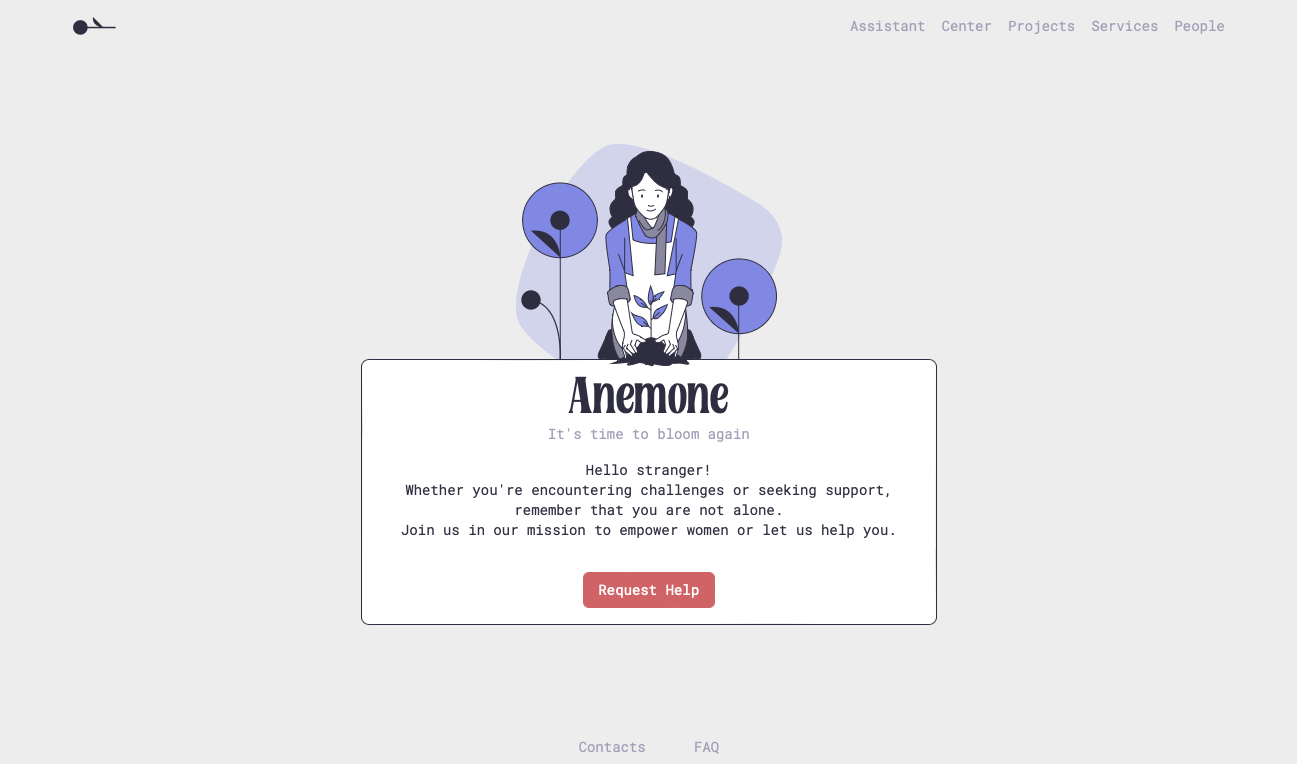 Assistant Center Projects Services People
Anemone
It's time to bloom again
Hello stranger!
Whether you're encountering challenges or seeking support,
remember that you are not alone.
Join us in our mission to empower women or let us help you.
Request Help
Contacts FAQ